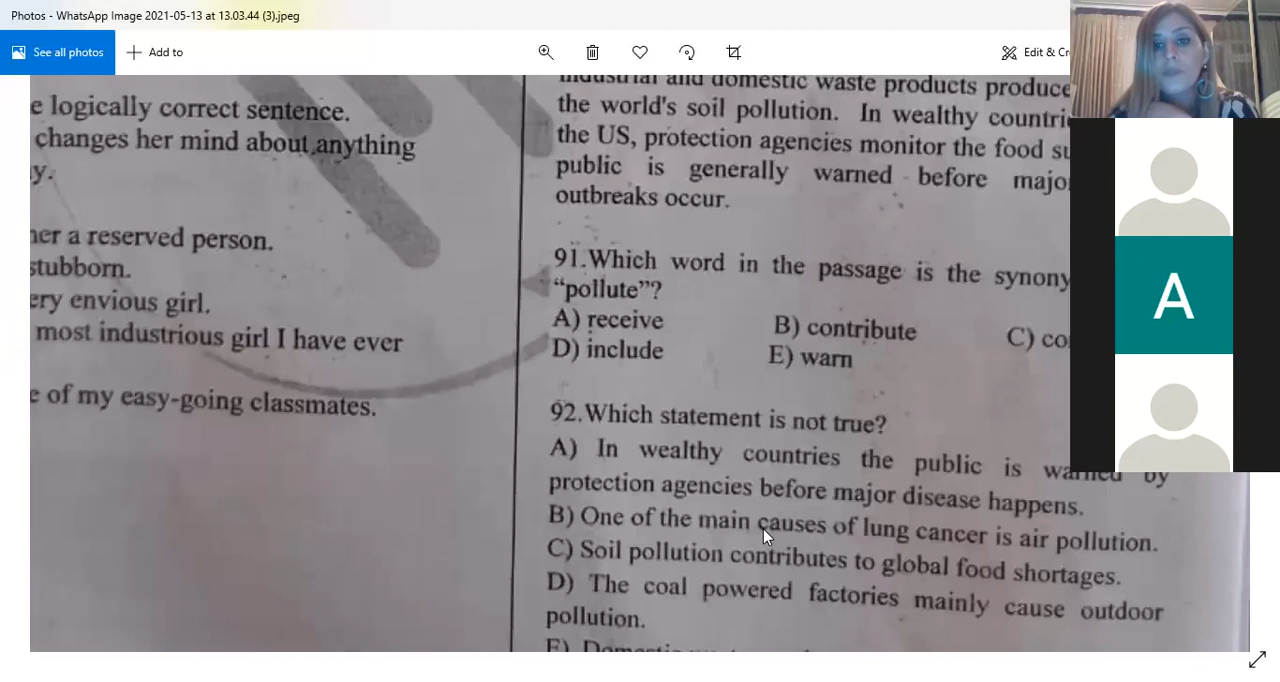 Photos - WhatsApp Image 2021-05-13 at 13.03.44 (3).jpeg
See all photos
Add to
Edit &
e logically correct sentence.
changes her mind about anything
y.
her a reserved person.
stubborn.
ery envious girl.
most industrious girl I have ever
e of my easy-going classmates.
industrial and domestic waste products produce
the world's soil pollution. In wealthy
the US, protection agencies monitor the food
public is generally warned before
outbreaks occur.
91.Which word in the passage is the
“pollute”?
A) receive
B) contribute
C)
D) include
E) warn
92.Which statement is not true?
A) In wealthy countries the public is warned by
protection agencies before major disease happens.
B) One of the main causes of lung cancer is air pollution.
C) Soil pollution contributes to global food shortages.
D) The coal powered factories mainly cause outdoor
pollution.
A